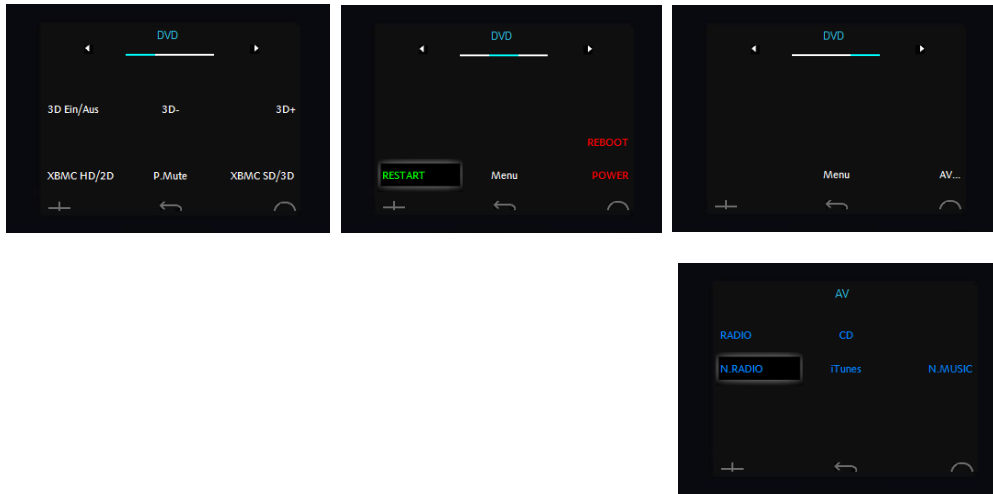 DVD
3D Ein/Aus 3D- 3D+
XBMC HD/2D P.Mute XBMC SD/3D
DVD
REBOOT
RESTART Menu POWER
DVD
Menu AV...
AV
RADIO CD
N.RADIO iTunes N.MUSIC